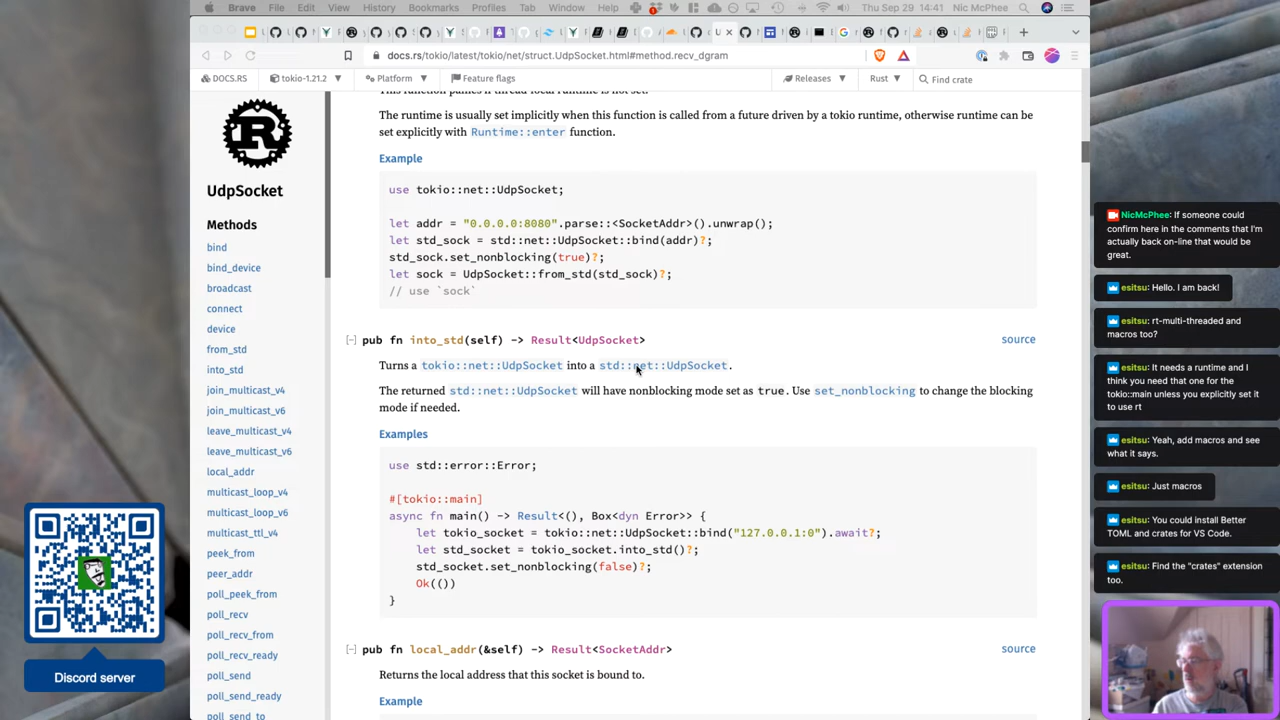 Brave File Edit View History Bookmarks Profiles Tab Window Help Thu Sep 29 14:41 Nic McPhee
docs.rs/tokio/latest/tokio/net/struct.UdpSocket.html#method.recv_dgram
DOCS.RS tokio-1.21.2 Platform Feature flags Releases Rust Find crate
This function panics if thread-local runtime is not set.
The runtime is usually set implicitly when this function is called from a future driven by a tokio runtime, otherwise runtime can be
set explicitly with Runtime::enter function.
Example
use tokio::net::UdpSocket;
let addr = "0.0.0.0:8080".parse::<SocketAddr>().unwrap();
let std_sock = std::net::UdpSocket::bind(addr)?;
std_sock.set_nonblocking(true)?;
let sock = UdpSocket::from_std(std_sock)?;
// use `sock`
[-] pub fn into_std(self) -> Result<UdpSocket> source
Turns a tokio::net::UdpSocket into a std::net::UdpSocket.
The returned std::net::UdpSocket will have nonblocking mode set as true. Use set_nonblocking to change the blocking
mode if needed.
Examples
use std::error::Error;
#[tokio::main]
async fn main() -> Result<(), Box<dyn Error>> {
let tokio_socket = tokio::net::UdpSocket::bind("127.0.0.1:0").await?;
let std_socket = tokio_socket.into_std()?;
std_socket.set_nonblocking(false)?;
Ok(())
}
[-] pub fn local_addr(&self) -> Result<SocketAddr> source
Returns the local address that this socket is bound to.
Example
UdpSocket
Methods
bind
bind_device
broadcast
connect
device
from_std
into_std
join_multicast_v4
join_multicast_v6
leave_multicast_v4
leave_multicast_v6
local_addr
multicast_loop_v4
multicast_loop_v6
multicast_ttl_v4
peek_from
peer_addr
poll_peek_from
poll_recv
poll_recv_from
poll_recv_ready
poll_send
poll_send_ready
poll_send_to
Discord server
NicMcPhee: If someone could
confirm here in the comments that I'm
actually back on-line that would be
great.
esitsu: Hello. I am back!
esitsu: rt-multi-threaded and
macros too?
esitsu: It needs a runtime and I
think you need that one for the
tokio::main unless you explicitly set it
to use rt
esitsu: Yeah, add macros and see
what it says.
esitsu: Just macros
esitsu: You could install Better
TOML and crates for VS Code.
esitsu: Find the "crates" extension
too.